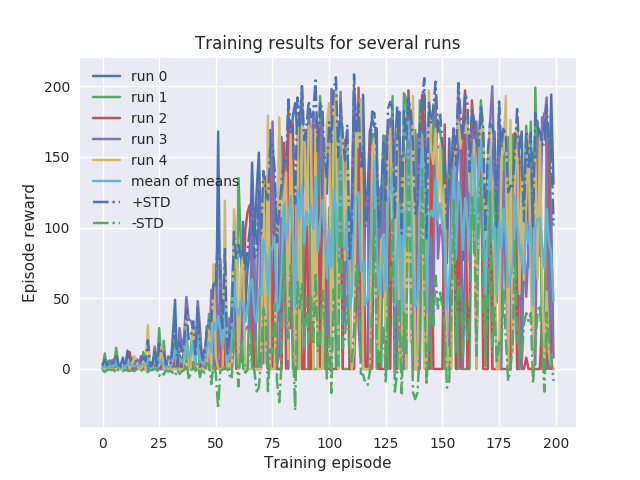 Training results for several runs
run 0
run 1
run 2
run 3
run 4
mean of means
+STD
-STD
Episode reward
200
150
100
50
0
0 25 50 75 100 125 150 175 200
Training episode